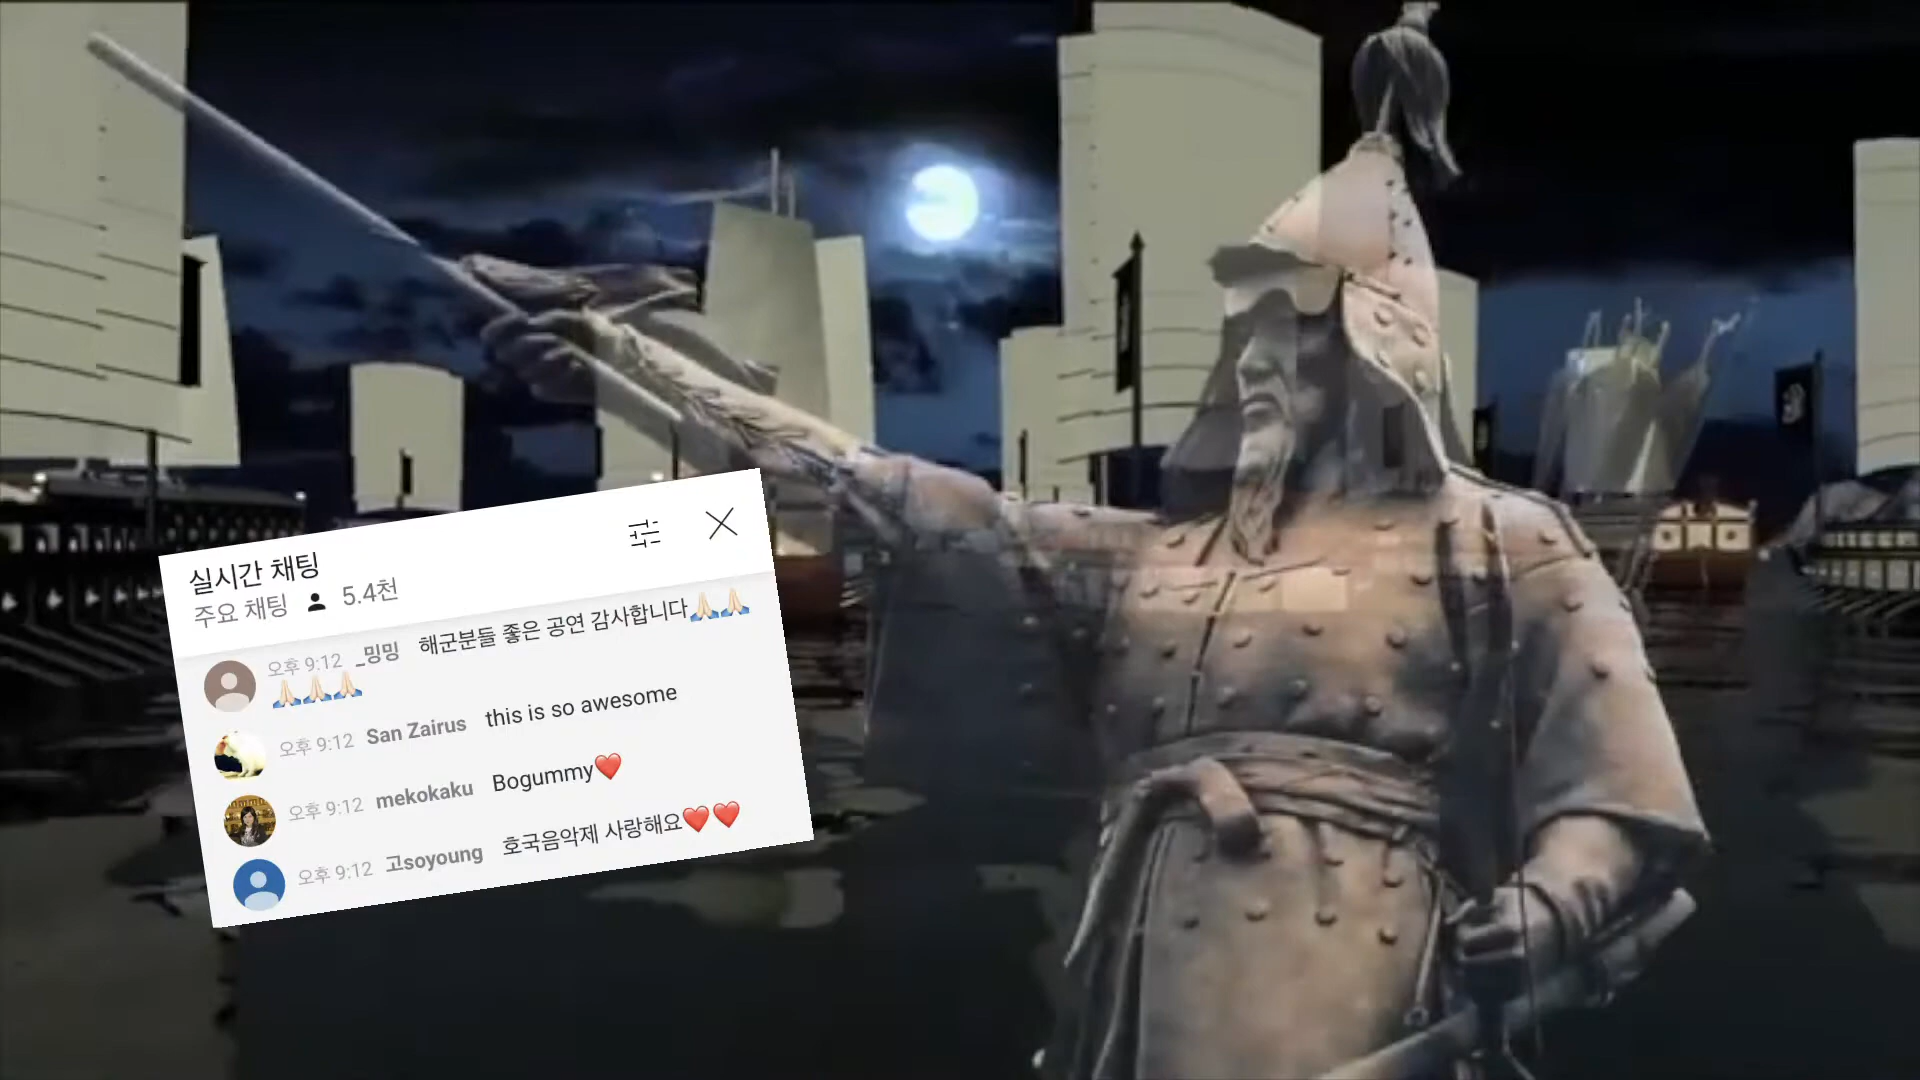 실시간 채팅
주요 채팅 5.4천
오후 9:12 _밍밍 해군분들 좋은 공연 감사합니다🙏🏻🙏🏻
🙏🏻🙏🏻🙏🏻
오후 9:12 San Zairus this is so awesome
오후 9:12 mekokaku Bogummy❤️
오후 9:12 고soyoung 호국음악제 사랑해요❤️❤️